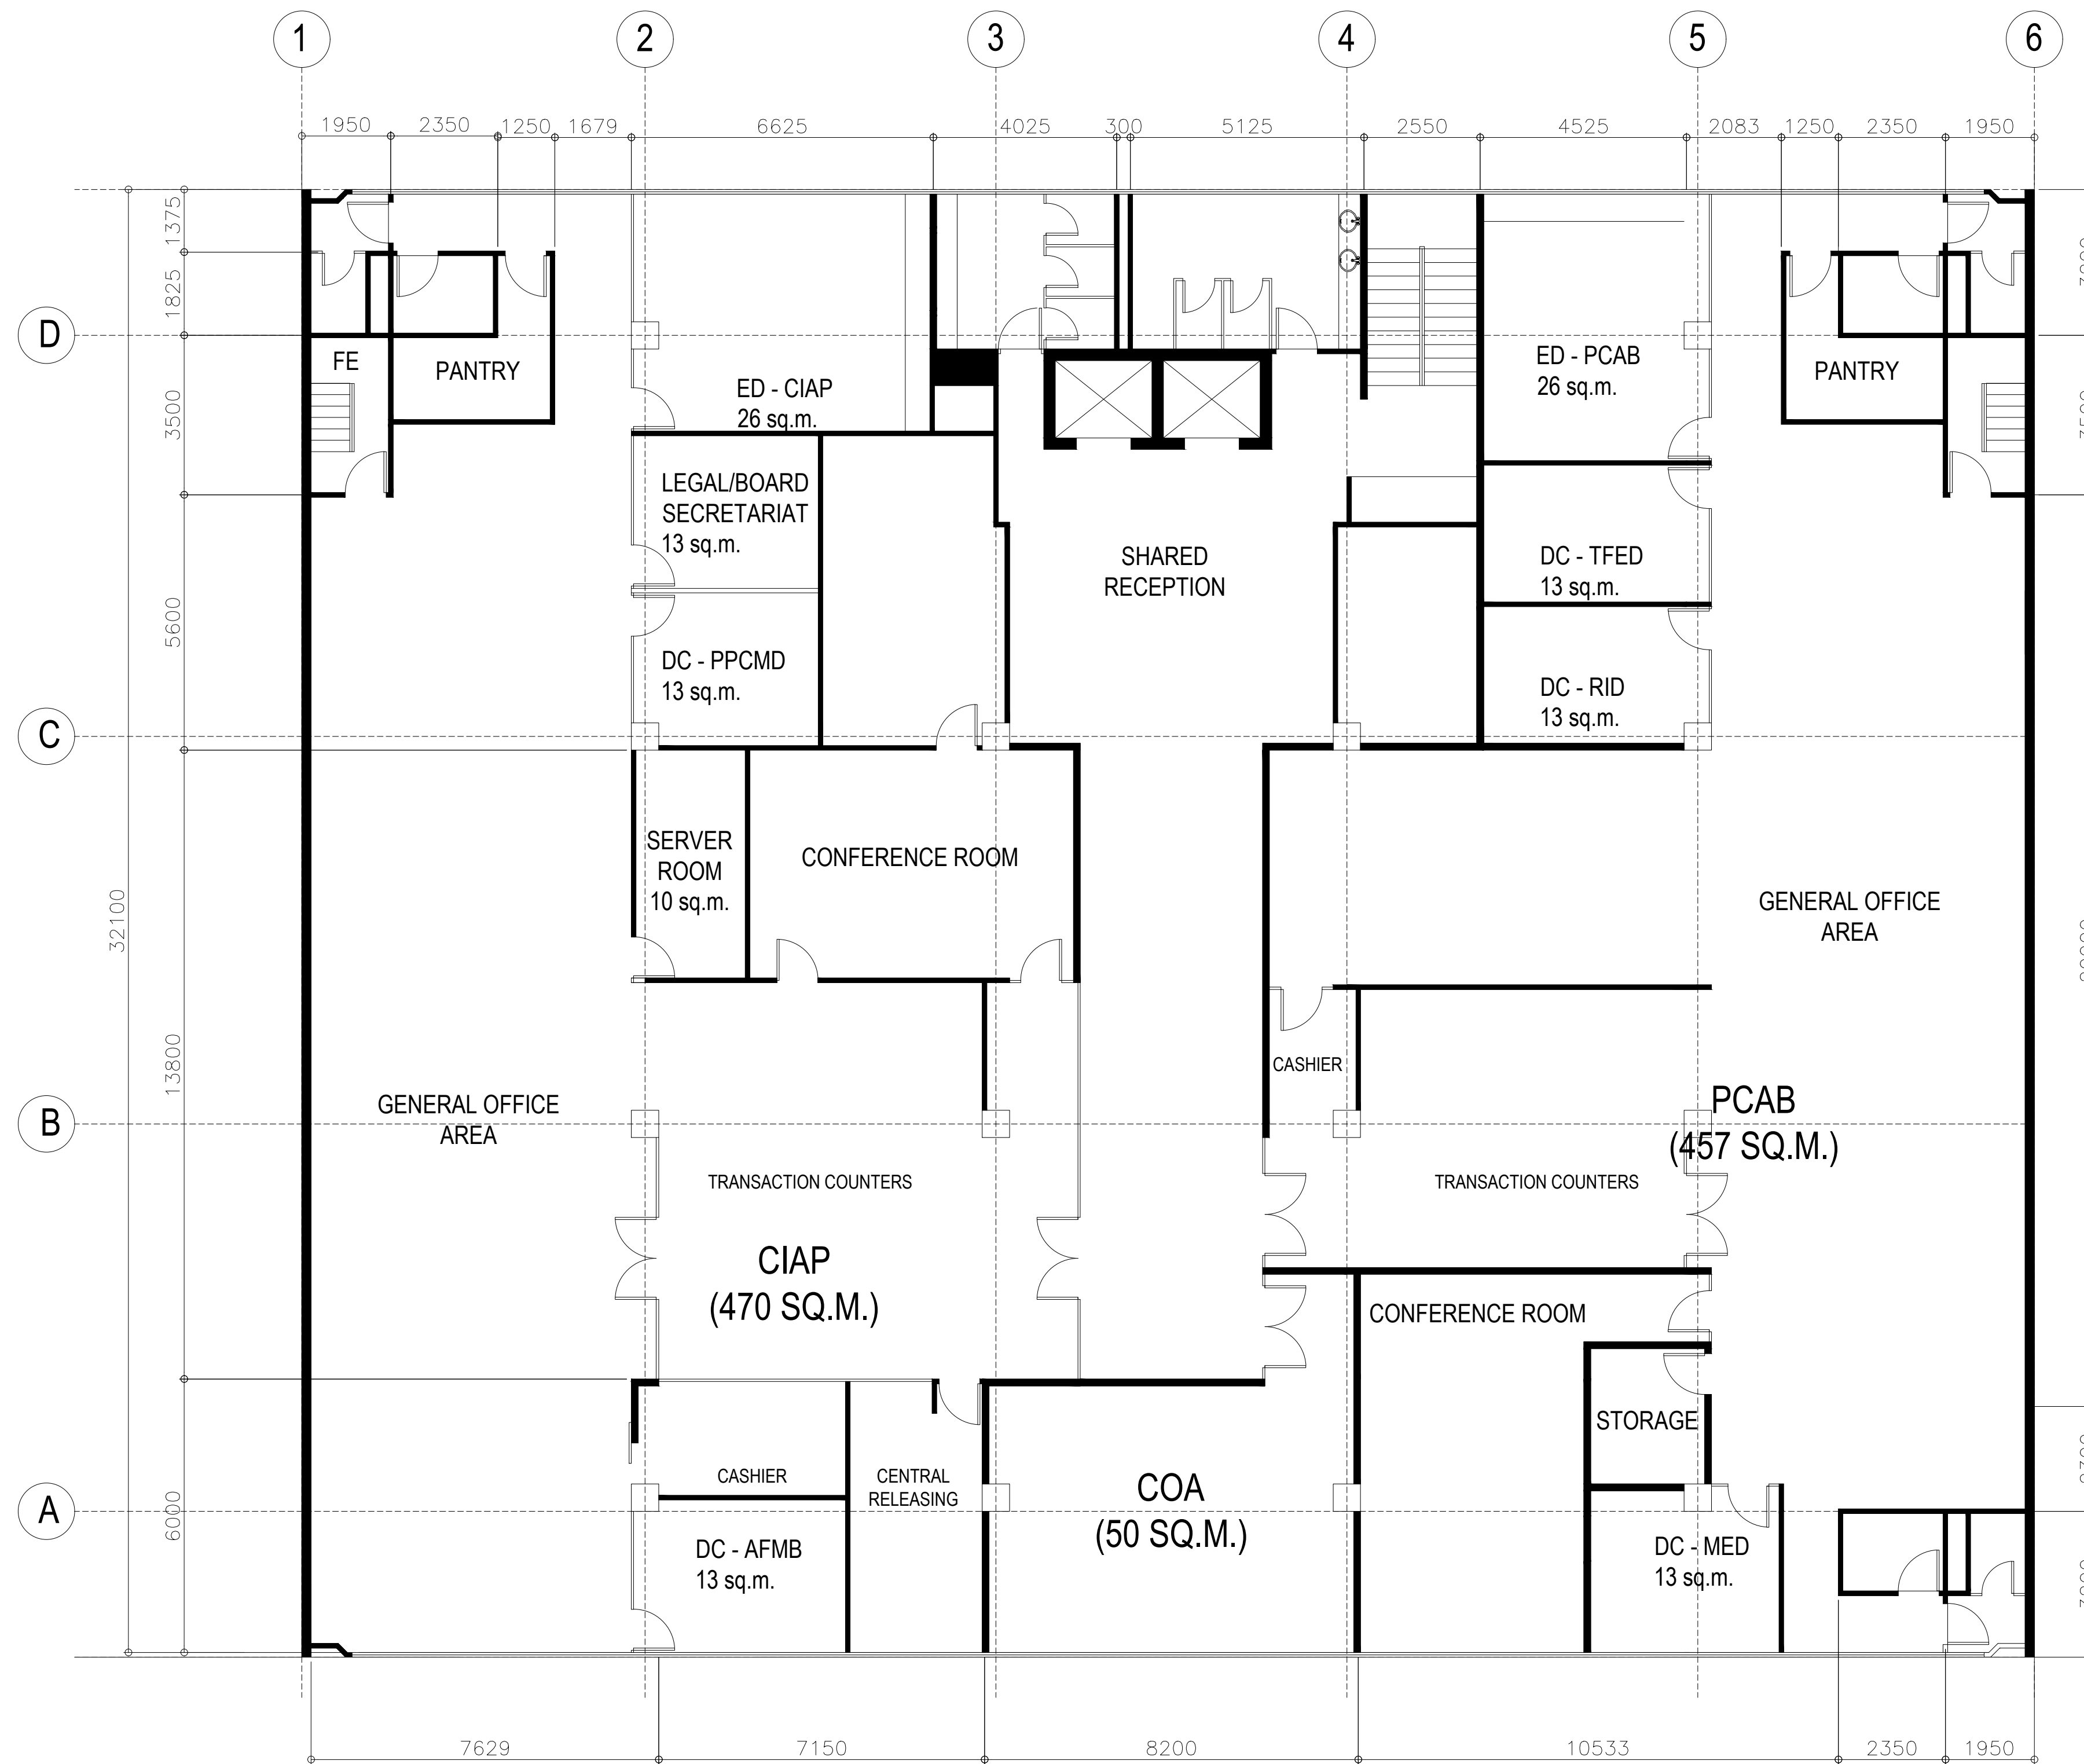 1 2 3 4 5 6
1950 2350 1250 1679 6625 4025 300 5125 2550 4525 2083 1250 2350 1950
1375
1825
D
FE
PANTRY
ED - CIAP
26 sq.m.
ED - PCAB
26 sq.m.
PANTRY
3500
LEGAL/BOARD
SECRETARIAT
13 sq.m.
SHARED
RECEPTION
DC - TFED
13 sq.m.
5600
DC - PPCMD
13 sq.m.
DC - RID
13 sq.m.
C
SERVER
ROOM
10 sq.m.
CONFERENCE ROOM
GENERAL OFFICE
AREA
32100
13800
CASHIER
B
GENERAL OFFICE
AREA
PCAB
(457 SQ.M.)
TRANSACTION COUNTERS
TRANSACTION COUNTERS
CIAP
(470 SQ.M.)
CONFERENCE ROOM
STORAGE
CASHIER
CENTRAL
RELEASING
COA
(50 SQ.M.)
A
6000
DC - AFMB
13 sq.m.
DC - MED
13 sq.m.
7629 7150 8200 10533 2350 1950